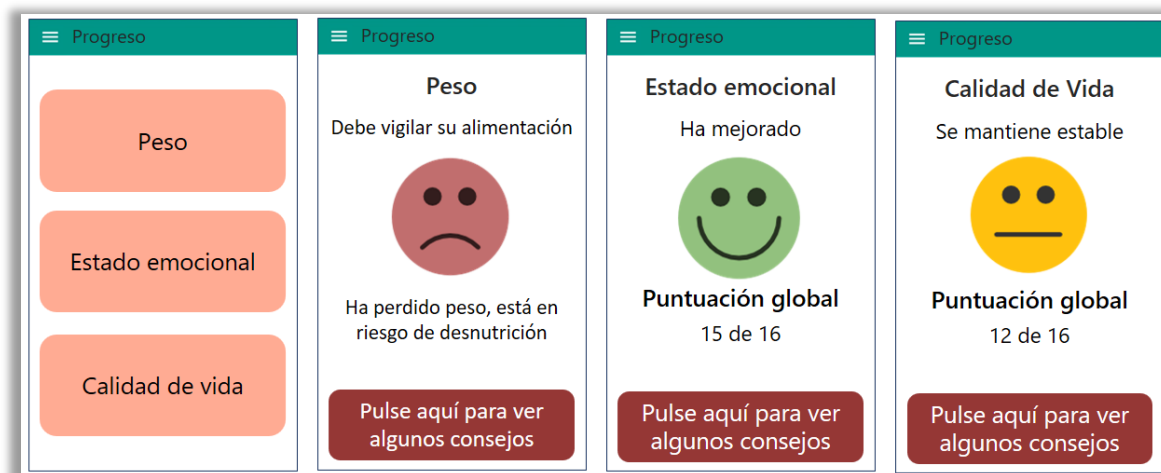 Progreso
Peso
Estado emocional
Calidad de vida
Progreso
Peso
Debe vigilar su alimentación
Ha perdido peso, está en
riesgo de desnutrición
Pulse aquí para ver
algunos consejos
Progreso
Estado emocional
Ha mejorado
Puntuación global
15 de 16
Pulse aquí para ver
algunos consejos
Progreso
Calidad de Vida
Se mantiene estable
Puntuación global
12 de 16
Pulse aquí para ver
algunos consejos